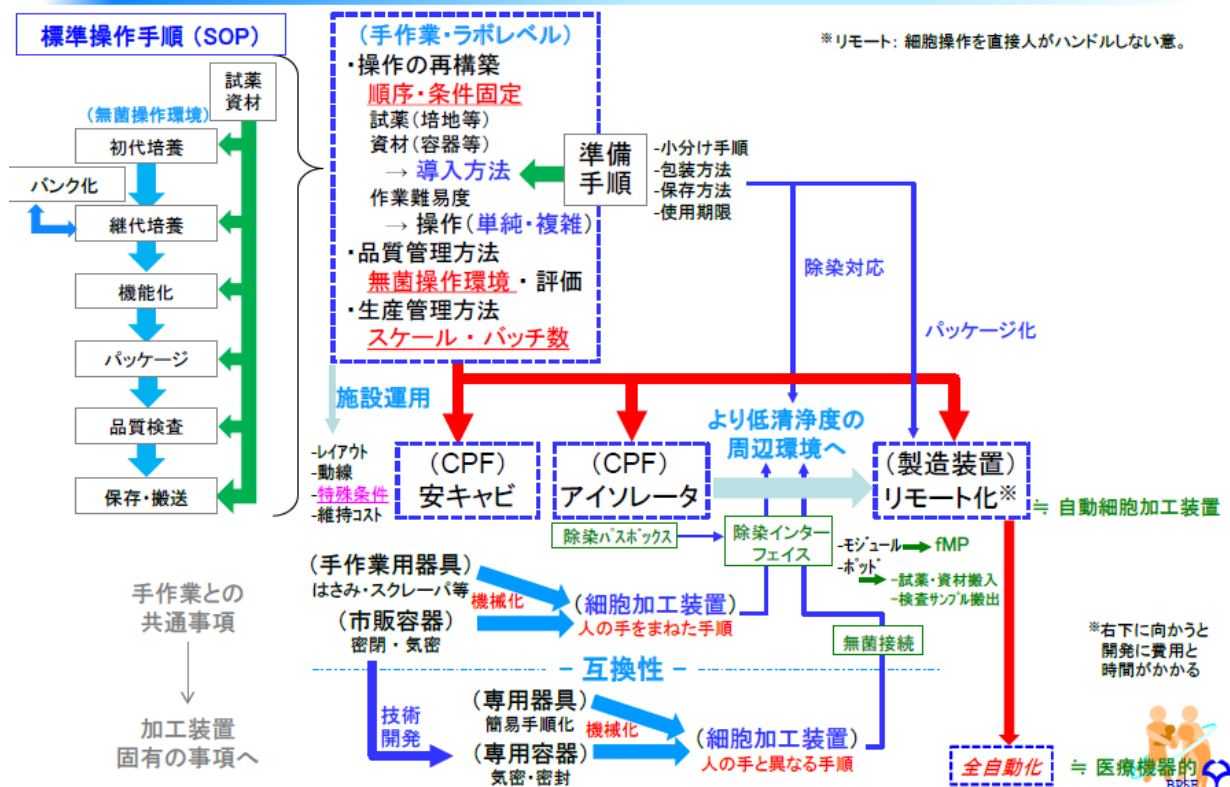 標準操作手順（SOP）
試薬
資材
（無菌操作環境）
初代培養
バンク化
継代培養
機能化
パッケージ
品質検査
保存・搬送
（手作業・ラボレベル）
・操作の再構築
順序・条件固定
試薬（培地等）
資材（容器等）
→ 導入方法
作業難易度
→ 操作（単純・複雑）
・品質管理方法
無菌操作環境 ・評価
・生産管理方法
スケール ・ バッチ数
※リモート： 細胞操作を直接人がハンドルしない意。
準備
手順
-小分け手順
-包装方法
-保存方法
-使用期限
除染対応
パッケージ化
施設運用
-レイアウト
-動線
-特殊条件
-維持コスト
（CPF）
安キャビ
（CPF）
アイソレータ
より低清浄度の
周辺環境へ
（製造装置）
リモート化※
≒ 自動細胞加工装置
除染パスボックス
除染インター
フェイス
-モジュール
fMP
-ポッド
-試薬・資材搬入
-検査サンプル搬出
（手作業用器具）
はさみ・スクレーパ等
機械化
（市販容器）
密閉・気密
（細胞加工装置）
人の手をまねた手順
無菌接続
手作業との
共通事項
加工装置
固有の事項へ
－ 互換性 －
技術
開発
（専用器具）
簡易手順化
機械化
（専用容器）
気密・密封
（細胞加工装置）
人の手と異なる手順
※右下に向かうと
開発に費用と
時間がかかる
全自動化
≒ 医療機器的